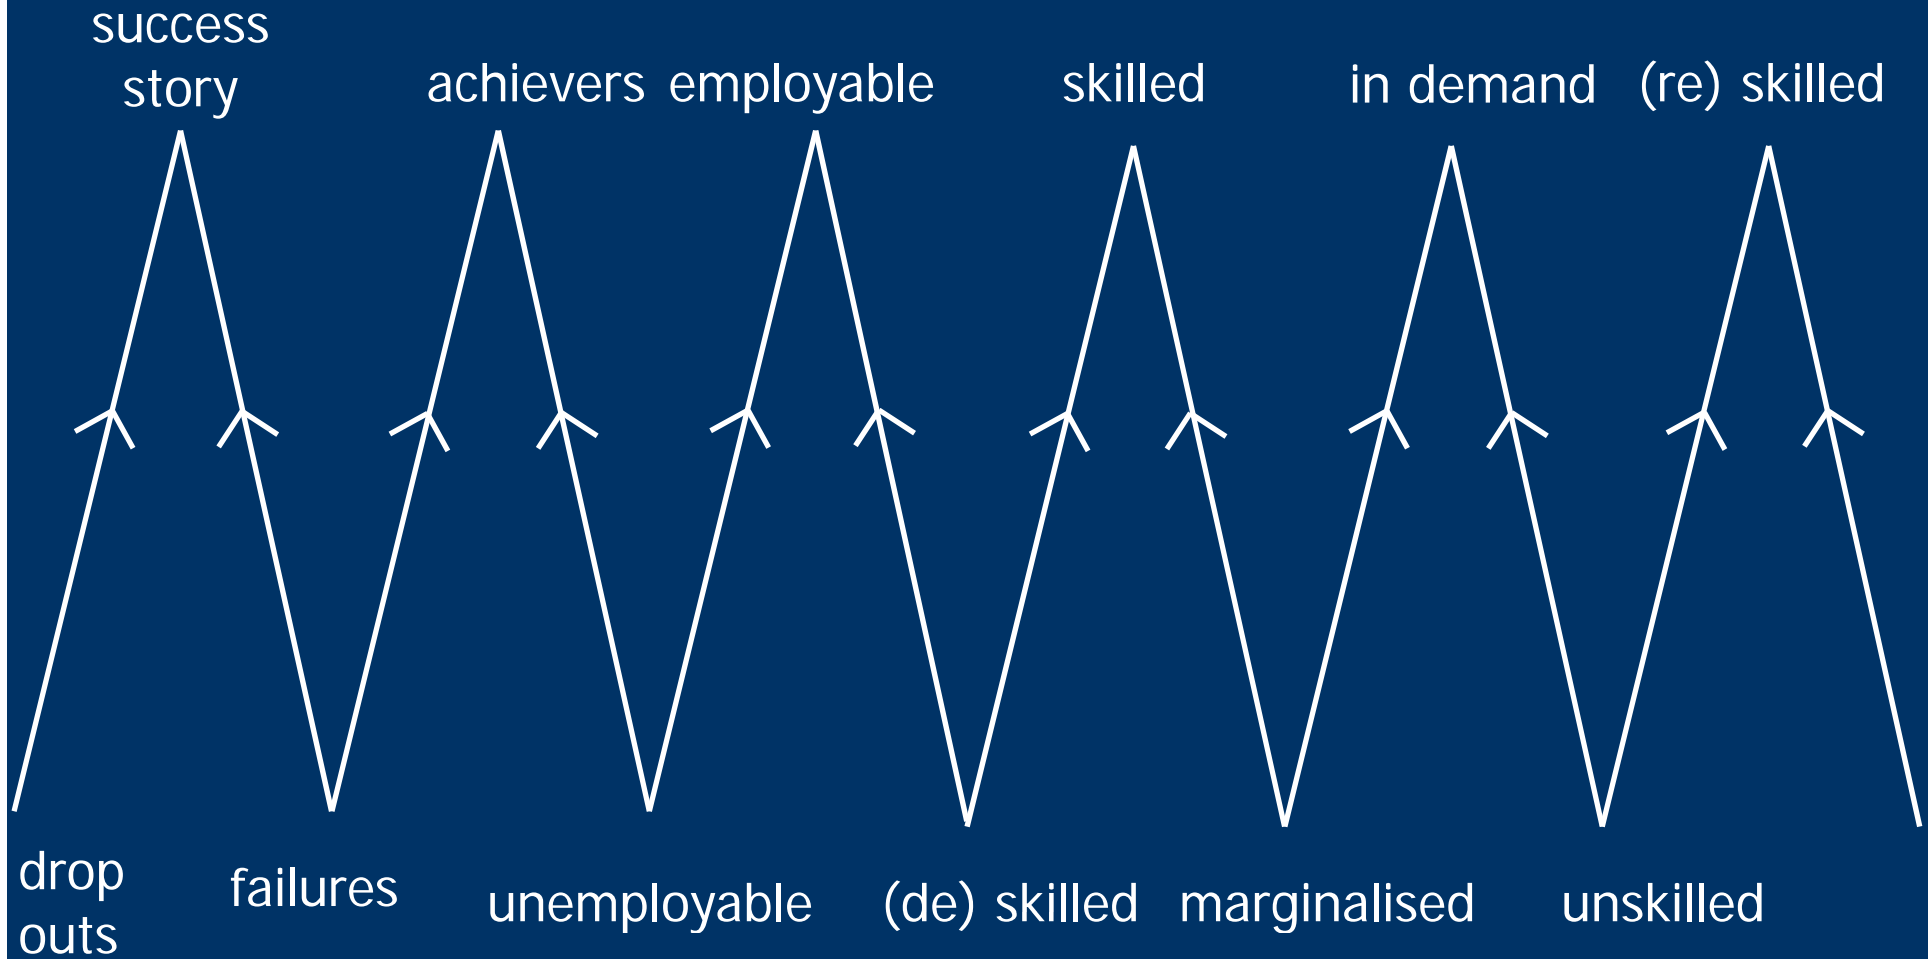 success
story
achievers
employable
skilled
in demand
(re) skilled
drop
outs
failures
unemployable
(de) skilled
marginalised
unskilled